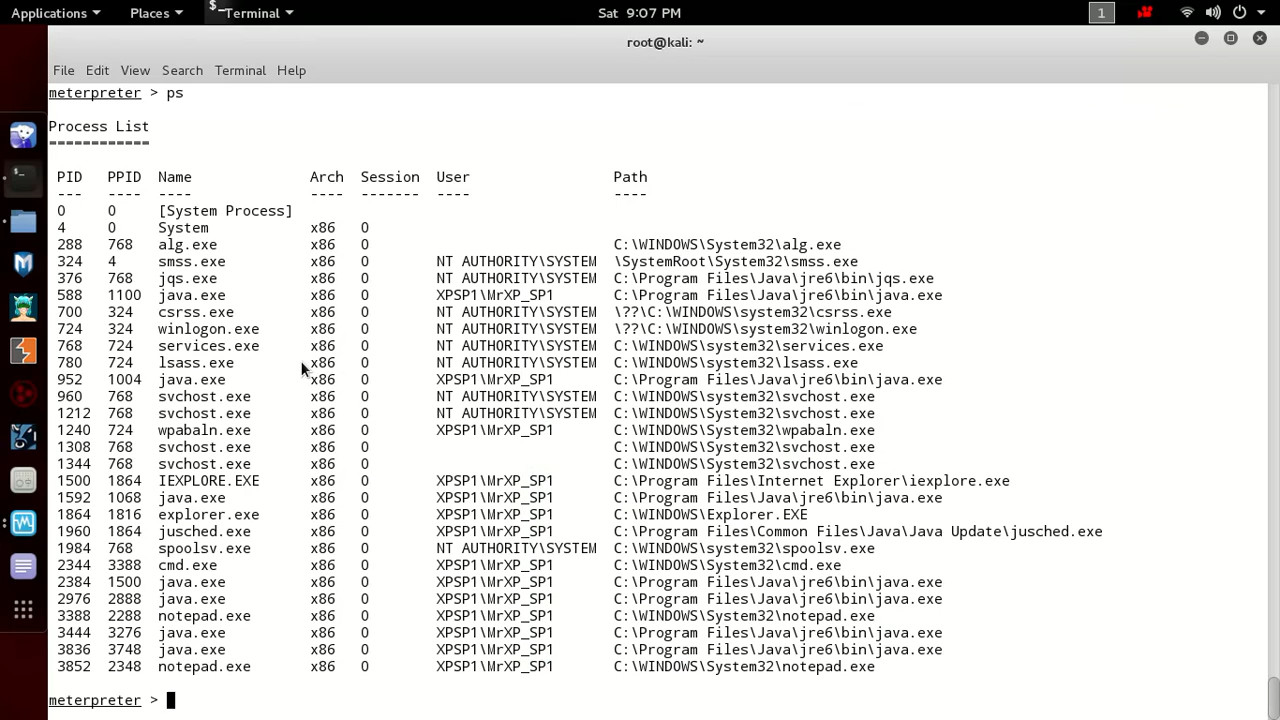 Applications Places Terminal Sat 9:07 PM 1
root@kali: ~
File Edit View Search Terminal Help
meterpreter > ps
Process List
============
PID PPID Name Arch Session User Path
--- ---- ---- ---- ------- ---- ----
0 0 [System Process]
4 0 System x86 0
288 768 alg.exe x86 0 C:\WINDOWS\System32\alg.exe
324 4 smss.exe x86 0 NT AUTHORITY\SYSTEM \SystemRoot\System32\smss.exe
376 768 jqs.exe x86 0 NT AUTHORITY\SYSTEM C:\Program Files\Java\jre6\bin\jqs.exe
588 1100 java.exe x86 0 XPSP1\MrXP_SP1 C:\Program Files\Java\jre6\bin\java.exe
700 324 csrss.exe x86 0 NT AUTHORITY\SYSTEM \??\C:\WINDOWS\system32\csrss.exe
724 324 winlogon.exe x86 0 NT AUTHORITY\SYSTEM \??\C:\WINDOWS\system32\winlogon.exe
768 724 services.exe x86 0 NT AUTHORITY\SYSTEM C:\WINDOWS\system32\services.exe
780 724 lsass.exe x86 0 NT AUTHORITY\SYSTEM C:\WINDOWS\system32\lsass.exe
952 1004 java.exe x86 0 XPSP1\MrXP_SP1 C:\Program Files\Java\jre6\bin\java.exe
960 768 svchost.exe x86 0 NT AUTHORITY\SYSTEM C:\WINDOWS\system32\svchost.exe
1212 768 svchost.exe x86 0 NT AUTHORITY\SYSTEM C:\WINDOWS\System32\svchost.exe
1240 724 wpabaln.exe x86 0 XPSP1\MrXP_SP1 C:\WINDOWS\System32\wpabaln.exe
1308 768 svchost.exe x86 0 C:\WINDOWS\System32\svchost.exe
1344 768 svchost.exe x86 0 C:\WINDOWS\System32\svchost.exe
1500 1864 IEXPLORE.EXE x86 0 XPSP1\MrXP_SP1 C:\Program Files\Internet Explorer\iexplore.exe
1592 1068 java.exe x86 0 XPSP1\MrXP_SP1 C:\Program Files\Java\jre6\bin\java.exe
1864 1816 explorer.exe x86 0 XPSP1\MrXP_SP1 C:\WINDOWS\Explorer.EXE
1960 1864 jusched.exe x86 0 XPSP1\MrXP_SP1 C:\Program Files\Common Files\Java\Java Update\jusched.exe
1984 768 spoolsv.exe x86 0 NT AUTHORITY\SYSTEM C:\WINDOWS\system32\spoolsv.exe
2344 3388 cmd.exe x86 0 XPSP1\MrXP_SP1 C:\WINDOWS\System32\cmd.exe
2384 1500 java.exe x86 0 XPSP1\MrXP_SP1 C:\Program Files\Java\jre6\bin\java.exe
2976 2888 java.exe x86 0 XPSP1\MrXP_SP1 C:\Program Files\Java\jre6\bin\java.exe
3388 2288 notepad.exe x86 0 XPSP1\MrXP_SP1 C:\WINDOWS\System32\notepad.exe
3444 3276 java.exe x86 0 XPSP1\MrXP_SP1 C:\Program Files\Java\jre6\bin\java.exe
3836 3748 java.exe x86 0 XPSP1\MrXP_SP1 C:\Program Files\Java\jre6\bin\java.exe
3852 2348 notepad.exe x86 0 XPSP1\MrXP_SP1 C:\WINDOWS\System32\notepad.exe
meterpreter >